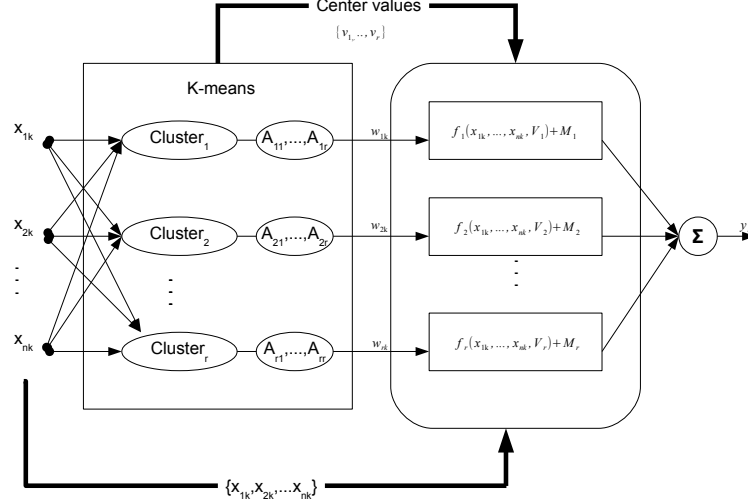 Center values
{v₁,..,vᵣ}
K-means
x₁ₖ
Cluster₁
A₁₁,...,A₁ᵣ
w₁ₖ
f₁(x₁ₖ,...,xₙₖ,V₁)+M₁
x₂ₖ
Cluster₂
A₂₁,...,A₂ᵣ
w₂ₖ
f₂(x₁ₖ,...,xₙₖ,V₂)+M₂
Σ
y
xₙₖ
Clusterᵣ
Aᵣ₁,...,Aᵣᵣ
wᵣₖ
fᵣ(x₁ₖ,...,xₙₖ,Vᵣ)+Mᵣ
{x₁ₖ,x₂ₖ,...xₙₖ}